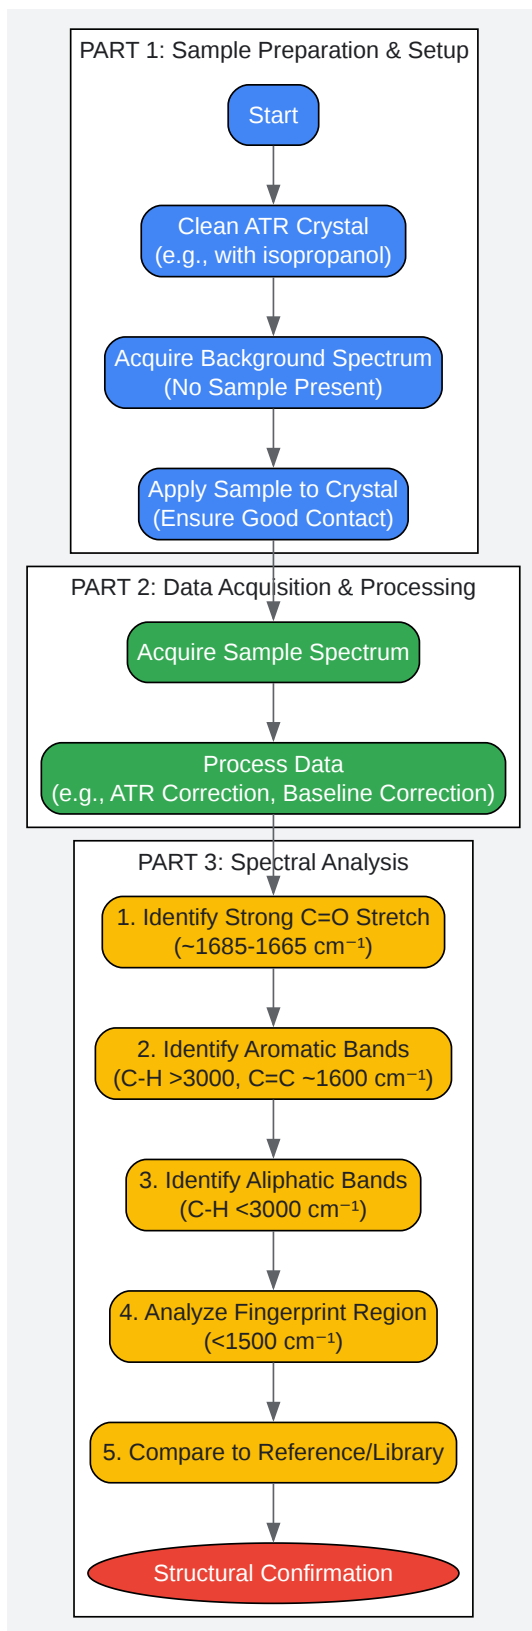 PART 1: Sample Preparation & Setup
Start
Clean ATR Crystal
(e.g., with isopropanol)
Acquire Background Spectrum
(No Sample Present)
Apply Sample to Crystal
(Ensure Good Contact)
PART 2: Data Acquisition & Processing
Acquire Sample Spectrum
Process Data
(e.g., ATR Correction, Baseline Correction)
PART 3: Spectral Analysis
1. Identify Strong C=O Stretch
(~1685-1665 cm⁻¹)
2. Identify Aromatic Bands
(C-H >3000, C=C ~1600 cm⁻¹)
3. Identify Aliphatic Bands
(C-H <3000 cm⁻¹)
4. Analyze Fingerprint Region
(<1500 cm⁻¹)
5. Compare to Reference/Library
Structural Confirmation